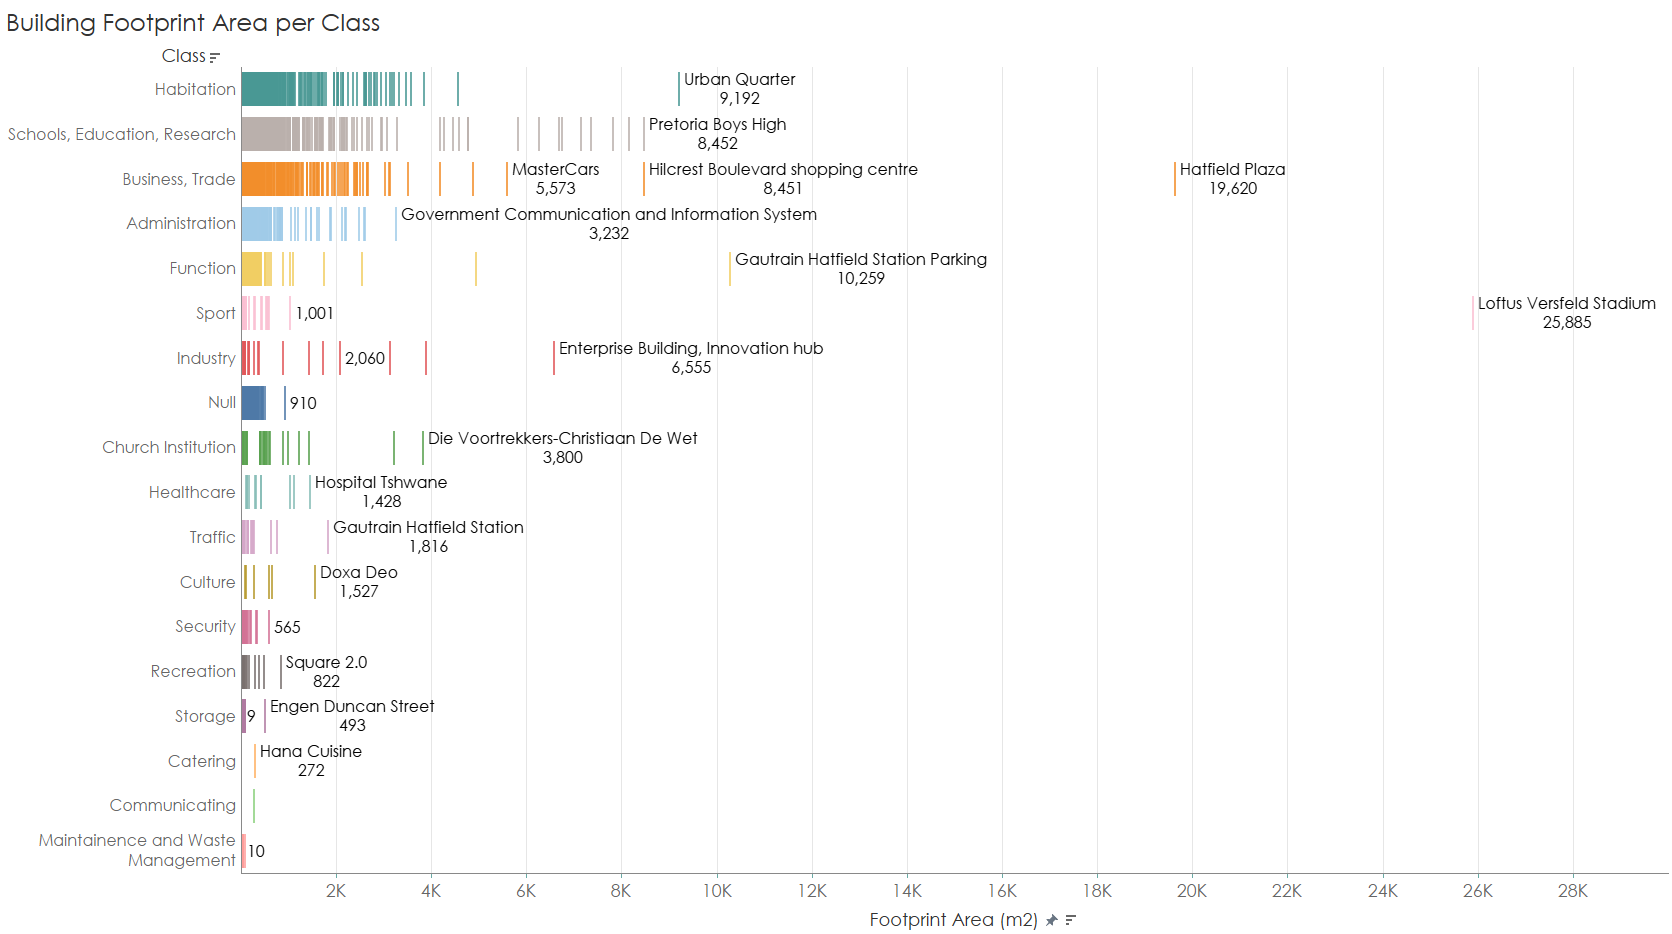 Building Footprint Area per Class
Class
Habitation
Urban Quarter
9,192
Schools, Education, Research
Pretoria Boys High
8,452
Business, Trade
MasterCars
5,573
Hilcrest Boulevard shopping centre
8,451
Hatfield Plaza
19,620
Administration
Government Communication and Information System
3,232
Function
Gautrain Hatfield Station Parking
10,259
Sport
1,001
Loftus Versfeld Stadium
25,885
Industry
2,060
Enterprise Building, Innovation hub
6,555
Null
910
Church Institution
Die Voortrekkers-Christiaan De Wet
3,800
Healthcare
Hospital Tshwane
1,428
Traffic
Gautrain Hatfield Station
1,816
Culture
Doxa Deo
1,527
Security
565
Recreation
Square 2.0
822
Storage
9
Engen Duncan Street
493
Catering
Hana Cuisine
272
Communicating
Maintainence and Waste
Management
10
2K 4K 6K 8K 10K 12K 14K 16K 18K 20K 22K 24K 26K 28K
Footprint Area (m2)